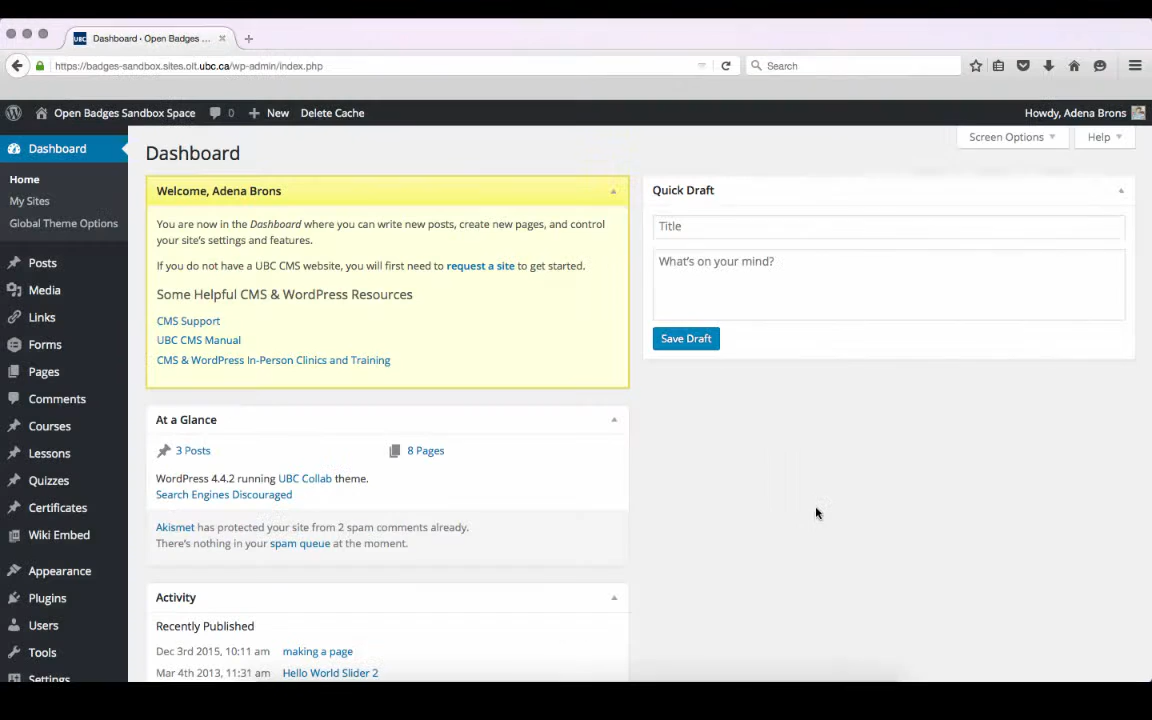 Dashboard ‹ Open Badges ...
https://badges-sandbox.sites.olt.ubc.ca/wp-admin/index.php
Search
Open Badges Sandbox Space
0
New
Delete Cache
Howdy, Adena Brons
Dashboard
Home
My Sites
Global Theme Options
Posts
Media
Links
Forms
Pages
Comments
Courses
Lessons
Quizzes
Certificates
Wiki Embed
Appearance
Plugins
Users
Tools
Settings
Screen Options
Help
Dashboard
Welcome, Adena Brons
You are now in the Dashboard where you can write new posts, create new pages, and control
your site's settings and features.
If you do not have a UBC CMS website, you will first need to request a site to get started.
Some Helpful CMS & WordPress Resources
CMS Support
UBC CMS Manual
CMS & WordPress In-Person Clinics and Training
At a Glance
3 Posts
8 Pages
WordPress 4.4.2 running UBC Collab theme.
Search Engines Discouraged
Akismet has protected your site from 2 spam comments already.
There's nothing in your spam queue at the moment.
Activity
Recently Published
Dec 3rd 2015, 10:11 am making a page
Mar 4th 2013, 11:31 am Hello World Slider 2
Quick Draft
Title
What's on your mind?
Save Draft
UBC